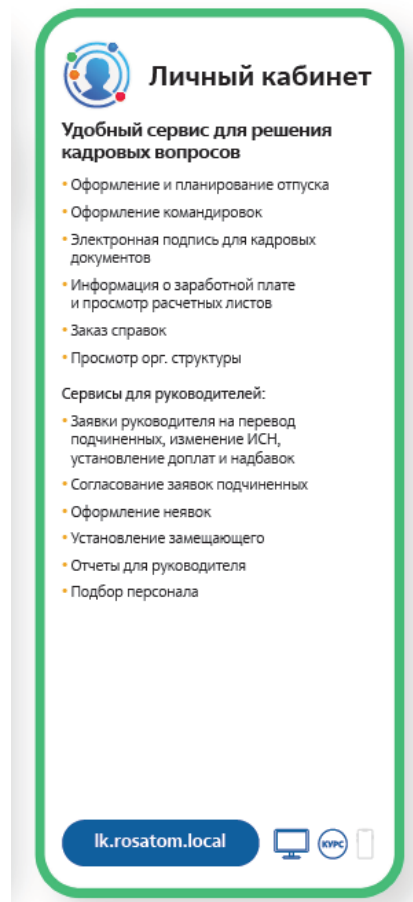 Личный кабинет
Удобный сервис для решения
кадровых вопросов
• Оформление и планирование отпуска
• Оформление командировок
• Электронная подпись для кадровых
документов
• Информация о заработной плате
и просмотр расчетных листов
• Заказ справок
• Просмотр орг. структуры
Сервисы для руководителей:
• Заявки руководителя на перевод
подчиненных, изменение ИСН,
установление доплат и надбавок
• Согласование заявок подчиненных
• Оформление неявок
• Установление замещающего
• Отчеты для руководителя
• Подбор персонала
lk.rosatom.local
КУРС